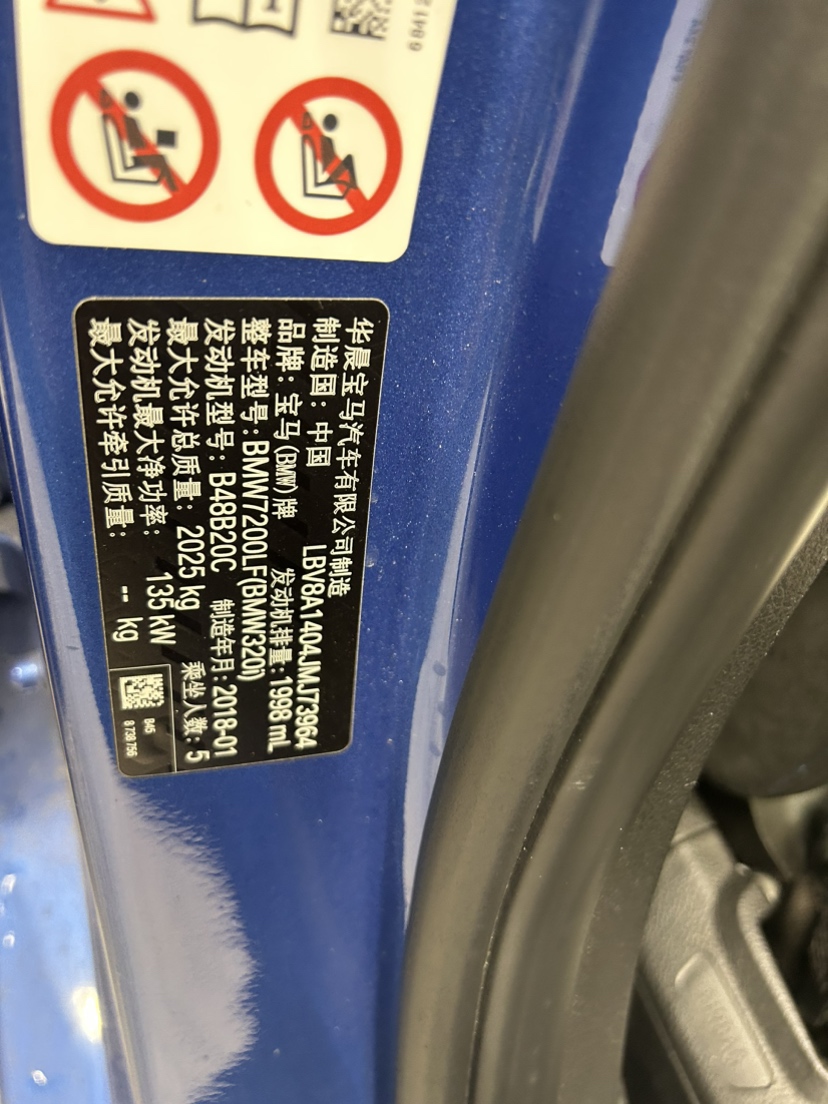 华晨宝马汽车有限公司制造
制造国：中国 LBV8A1404JMJ73964
品牌：宝马(BMW)牌 发动机排量：1998 mL
整车型号：BMW7200LF(BMW320i)
发动机型号：B48B20C 制造年月：2018-01
最大允许总质量：2025 kg 乘坐人数：5
发动机最大净功率：135 kW
最大允许牵引质量：-- kg